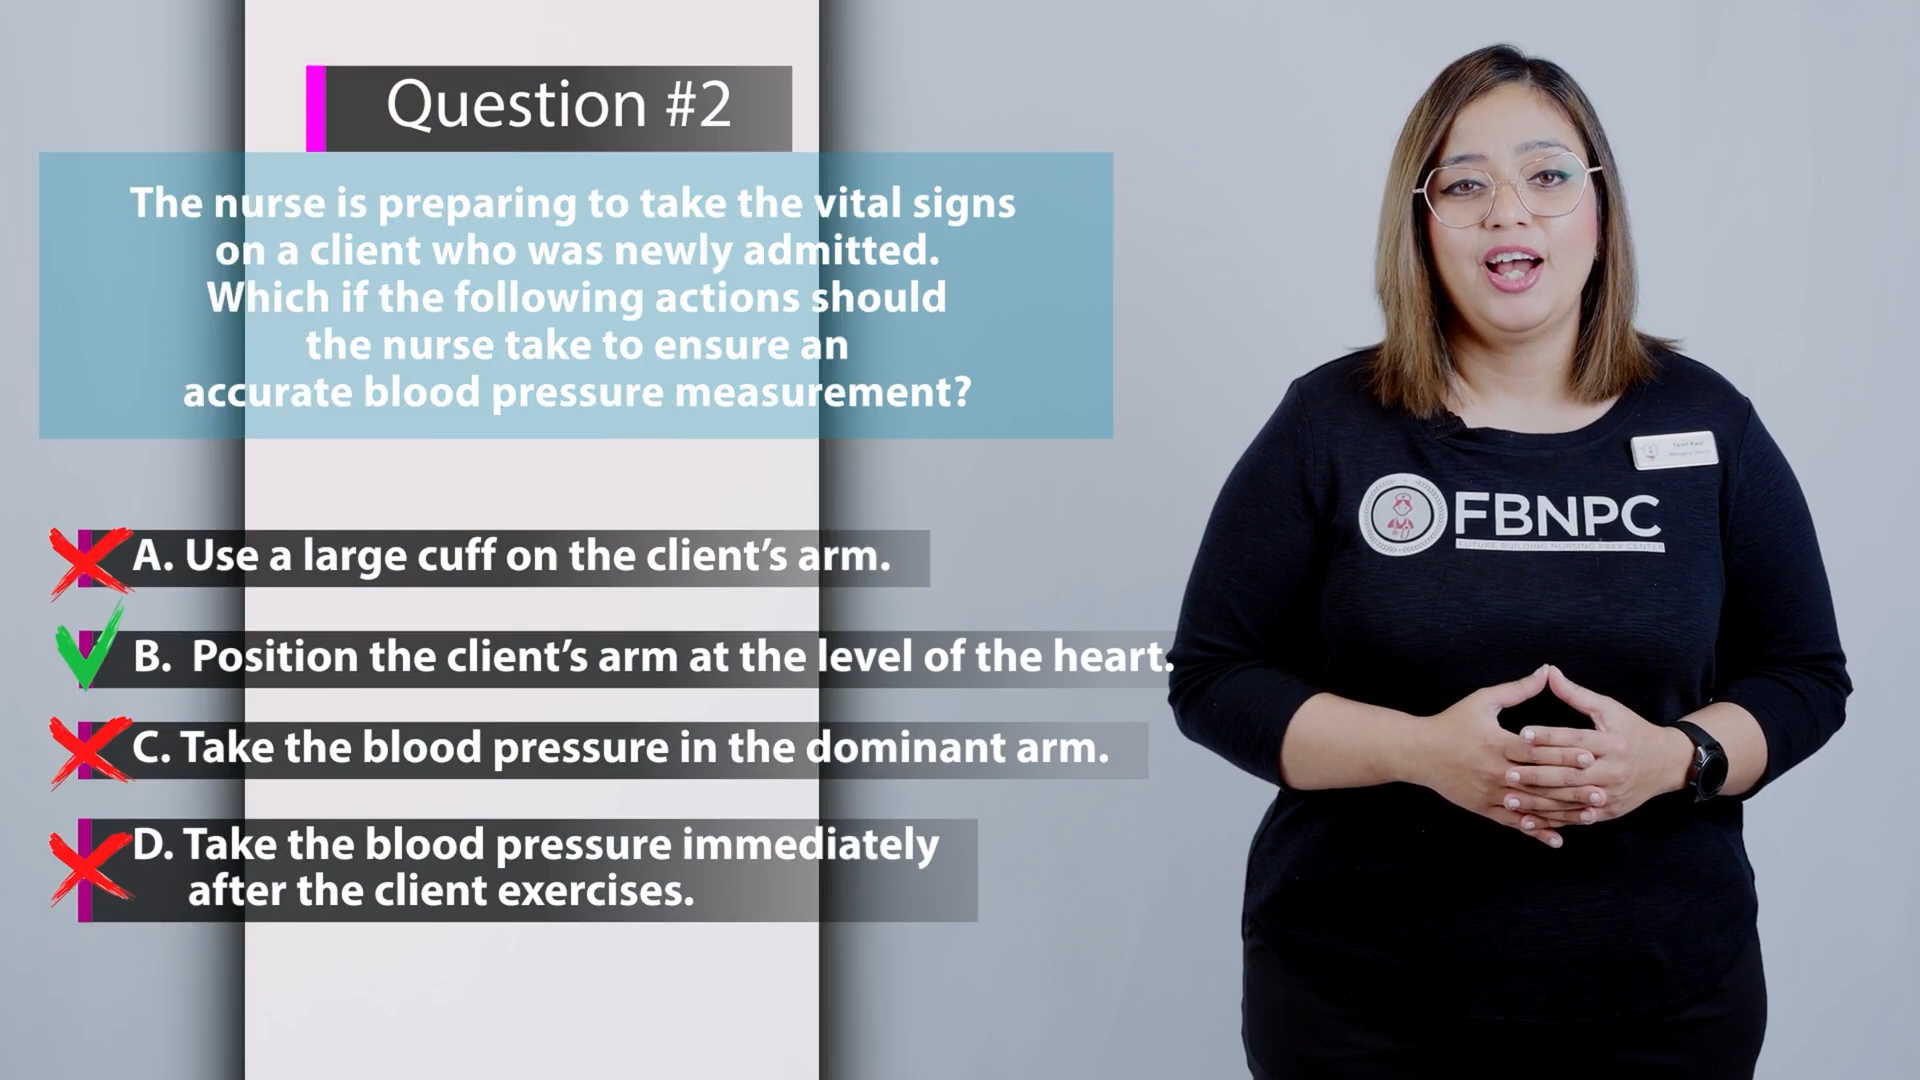 Question #2
The nurse is preparing to take the vital signs
on a client who was newly admitted.
Which if the following actions should
the nurse take to ensure an
accurate blood pressure measurement?
A. Use a large cuff on the client's arm.
B. Position the client's arm at the level of the heart.
C. Take the blood pressure in the dominant arm.
D. Take the blood pressure immediately
after the client exercises.
FBNPC
FUTURE BUILDING NURSING PREP CENTER